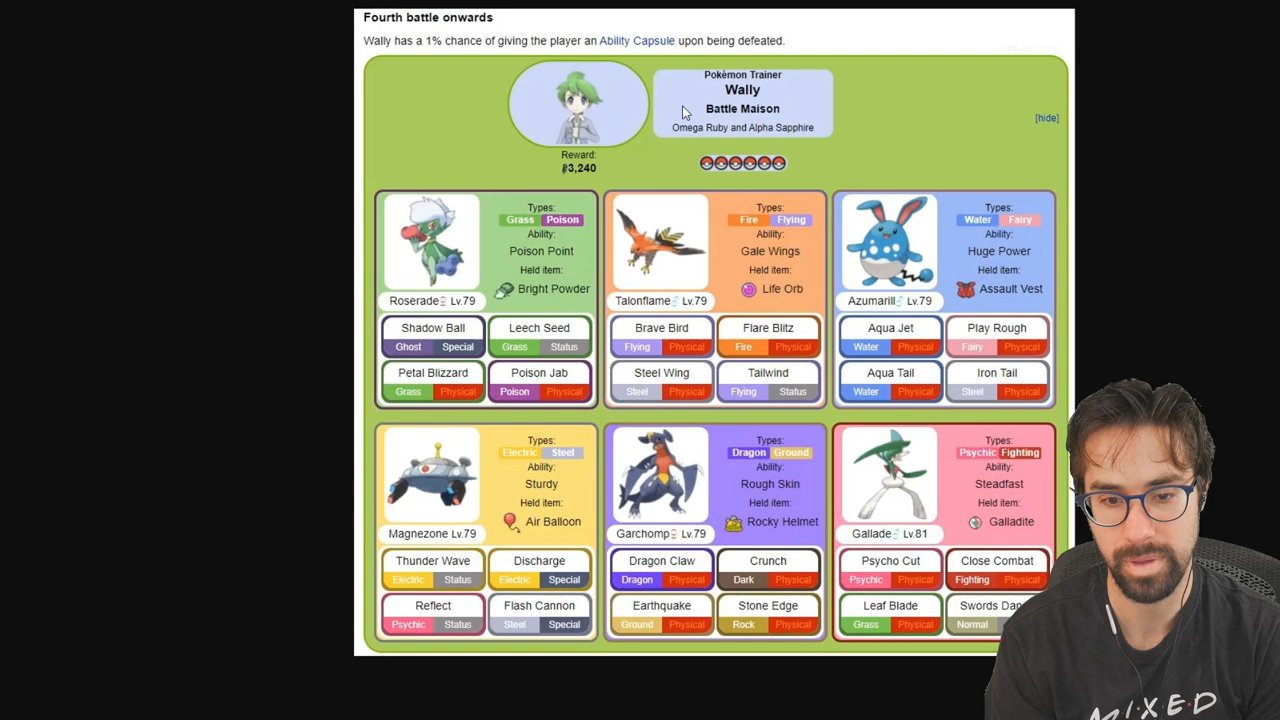 Fourth battle onwards
Wally has a 1% chance of giving the player an Ability Capsule upon being defeated.
Pokémon Trainer
Wally
Battle Maison
Omega Ruby and Alpha Sapphire
[hide]
Reward:
3,240
Types:
Grass Poison
Ability:
Poison Point
Held item:
Bright Powder
Roserade♀ Lv.79
Shadow Ball
Ghost Special
Leech Seed
Grass Status
Petal Blizzard
Grass Physical
Poison Jab
Poison Physical
Types:
Fire Flying
Ability:
Gale Wings
Held item:
Life Orb
Talonflame♂ Lv.79
Brave Bird
Flying Physical
Flare Blitz
Fire Physical
Steel Wing
Steel Physical
Tailwind
Flying Status
Types:
Water Fairy
Ability:
Huge Power
Held item:
Assault Vest
Azumarill♂ Lv.79
Aqua Jet
Water Physical
Play Rough
Fairy Physical
Aqua Tail
Water Physical
Iron Tail
Steel Physical
Types:
Electric Steel
Ability:
Sturdy
Held item:
Air Balloon
Magnezone Lv.79
Thunder Wave
Electric Status
Discharge
Electric Special
Reflect
Psychic Status
Flash Cannon
Steel Special
Types:
Dragon Ground
Ability:
Rough Skin
Held item:
Rocky Helmet
Garchomp♀ Lv.79
Dragon Claw
Dragon Physical
Crunch
Dark Physical
Earthquake
Ground Physical
Stone Edge
Rock Physical
Types:
Psychic Fighting
Ability:
Steadfast
Held item:
Galladite
Gallade♂ Lv.81
Psycho Cut
Psychic Physical
Close Combat
Fighting Physical
Leaf Blade
Grass Physical
Swords Dan
Normal
MIXED